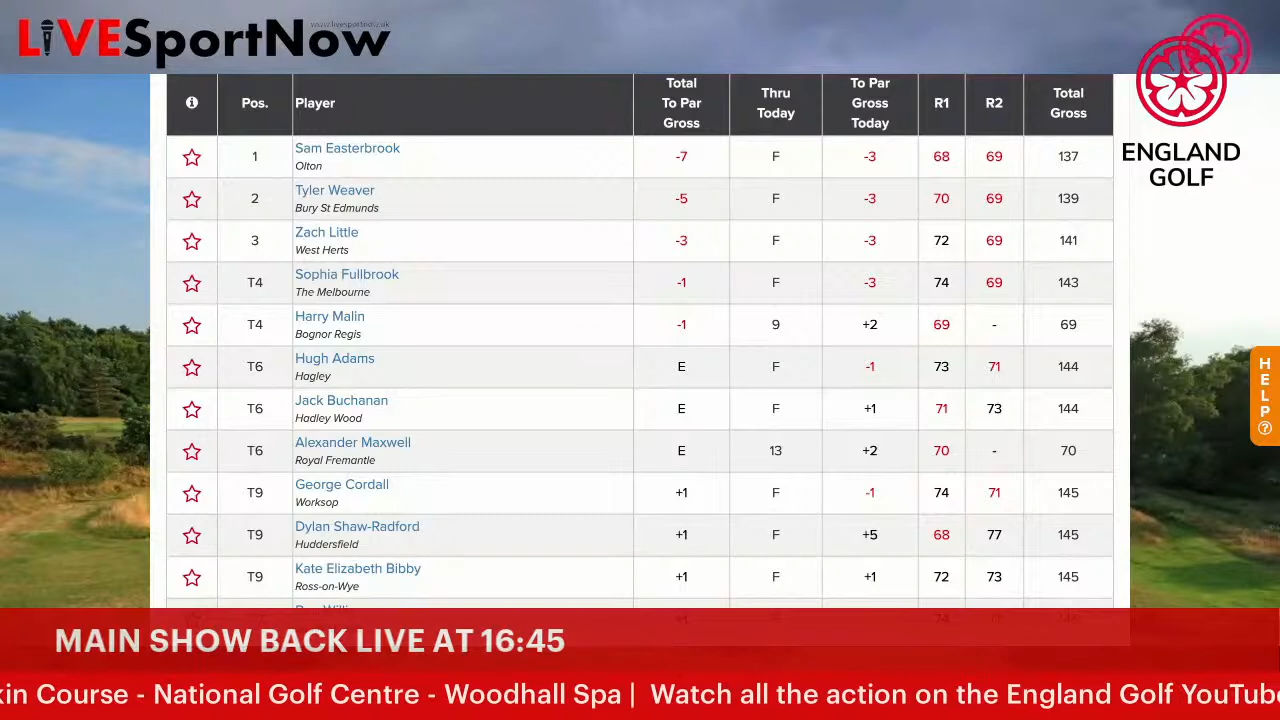 LiVESportNow
www.livesportnow.uk
Pos. Player Total To Par Gross Thru Today To Par Gross Today R1 R2 Total Gross
1 Sam Easterbrook -7 F -3 68 69 137
Olton
2 Tyler Weaver -5 F -3 70 69 139
Bury St Edmunds
3 Zach Little -3 F -3 72 69 141
West Herts
T4 Sophia Fullbrook -1 F -3 74 69 143
The Melbourne
T4 Harry Malin -1 9 +2 69 - 69
Bognor Regis
T6 Hugh Adams E F -1 73 71 144
Hagley
T6 Jack Buchanan E F +1 71 73 144
Hadley Wood
T6 Alexander Maxwell E 13 +2 70 - 70
Royal Fremantle
T9 George Cordall +1 F -1 74 71 145
Worksop
T9 Dylan Shaw-Radford +1 F +5 68 77 145
Huddersfield
T9 Kate Elizabeth Bibby +1 F +1 72 73 145
Ross-on-Wye
ENGLAND
GOLF
HELP?
MAIN SHOW BACK LIVE AT 16:45
kin Course - National Golf Centre - Woodhall Spa | Watch all the action on the England Golf YouTube